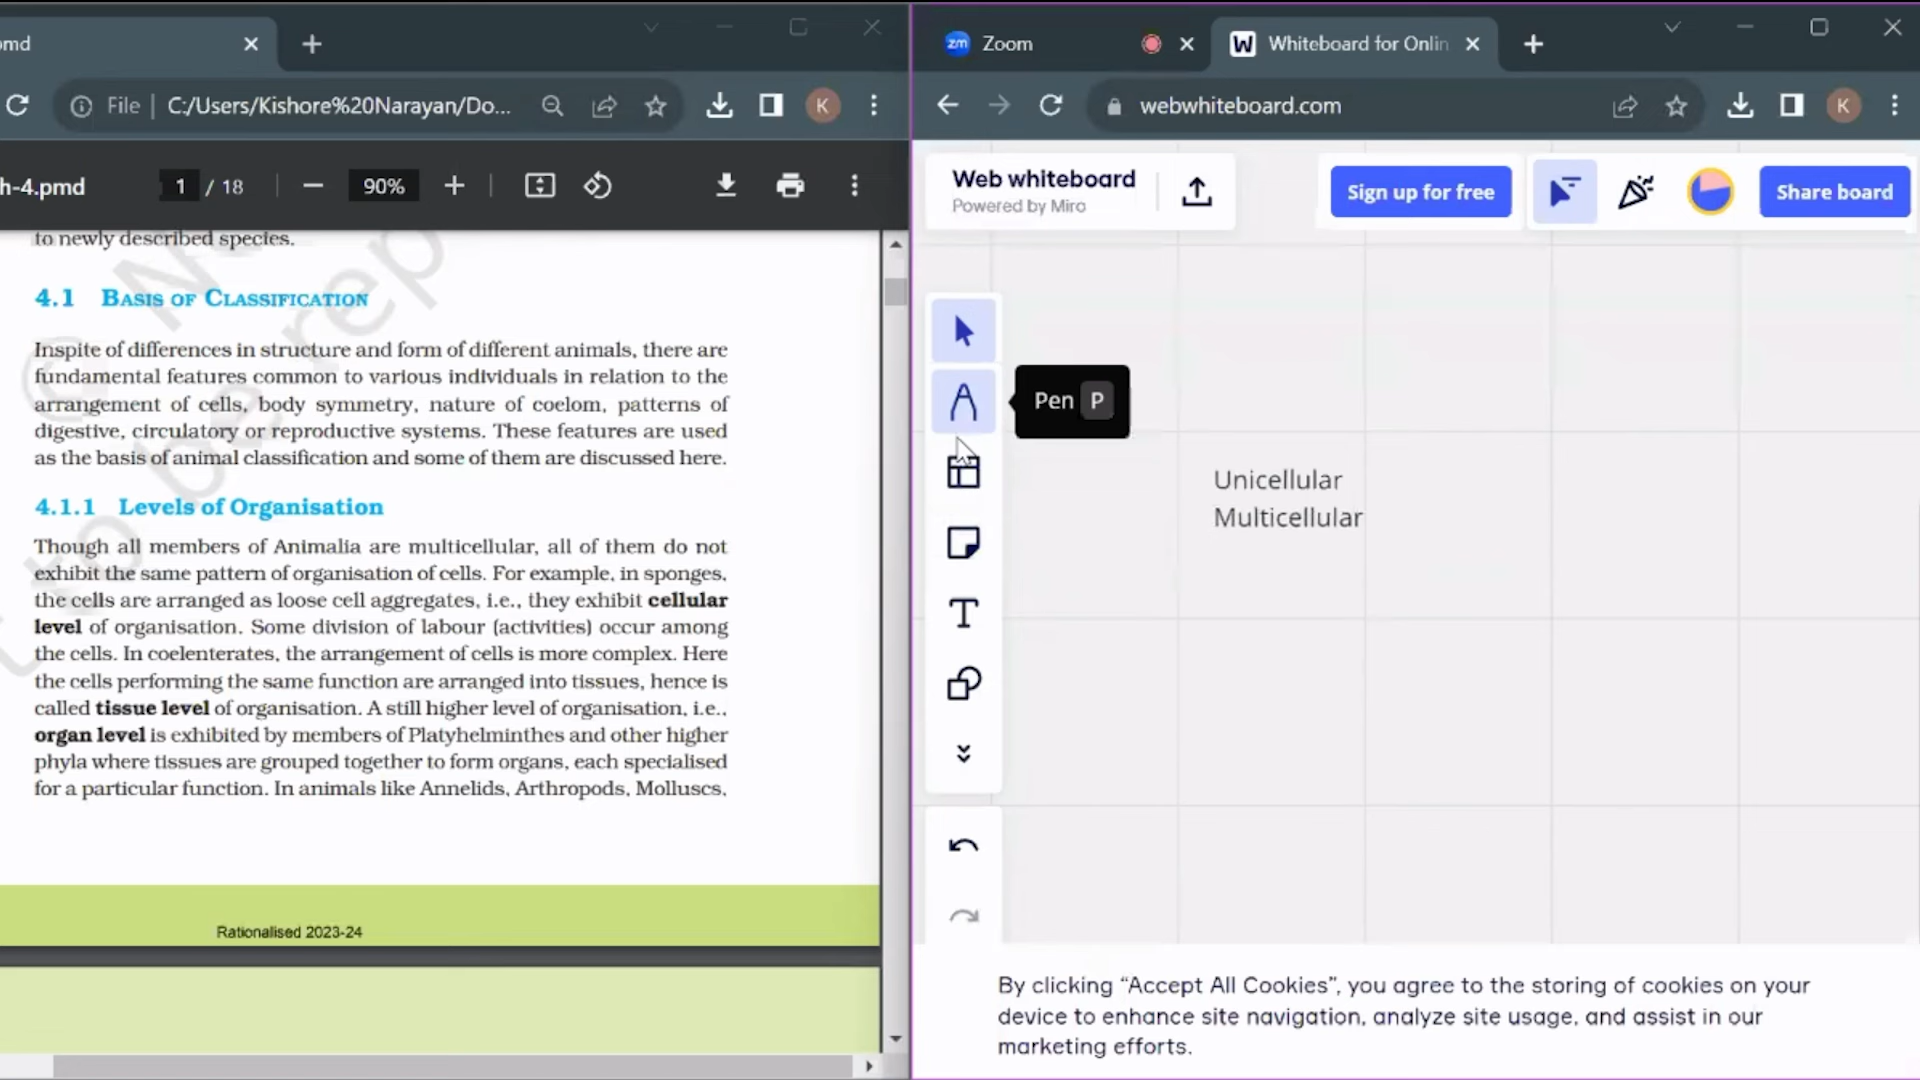 omd
File
C:/Users/Kishore%20Narayan/Do...
K
h-4.pmd
1 / 18
90%
to newly described species.
4.1 BASIS OF CLASSIFICATION
Inspite of differences in structure and form of different animals, there are
fundamental features common to various individuals in relation to the
arrangement of cells, body symmetry, nature of coelom, patterns of
digestive, circulatory or reproductive systems. These features are used
as the basis of animal classification and some of them are discussed here.
4.1.1 Levels of Organisation
Though all members of Animalia are multicellular, all of them do not
exhibit the same pattern of organisation of cells. For example, in sponges,
the cells are arranged as loose cell aggregates, i.e., they exhibit cellular
level of organisation. Some division of labour (activities) occur among
the cells. In coelenterates, the arrangement of cells is more complex. Here
the cells performing the same function are arranged into tissues, hence is
called tissue level of organisation. A still higher level of organisation, i.e.,
organ level is exhibited by members of Platyhelminthes and other higher
phyla where tissues are grouped together to form organs, each specialised
for a particular function. In animals like Annelids, Arthropods, Molluscs,
Rationalised 2023-24
zm Zoom
W Whiteboard for Onlin
webwhiteboard.com
K
Web whiteboard
Powered by Miro
Sign up for free
Share board
Pen P
Unicellular
Multicellular
By clicking “Accept All Cookies”, you agree to the storing of cookies on your
device to enhance site navigation, analyze site usage, and assist in our
marketing efforts.